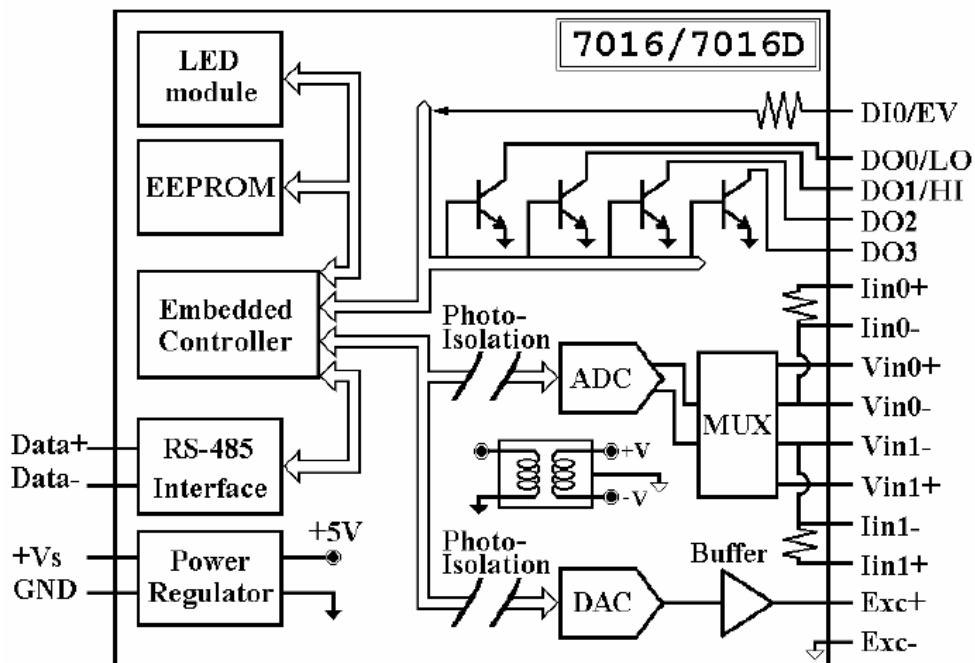 7016/7016D
LED
module
EEPROM
Embedded
Controller
RS-485
Interface
Power
Regulator
Data+
Data-
+Vs
GND
+5V
Photo-
Isolation
ADC
MUX
+V
-V
Photo-
Isolation
DAC
Buffer
DI0/EV
DO0/LO
DO1/HI
DO2
DO3
Iin0+
Iin0-
Vin0+
Vin0-
Vin1-
Vin1+
Iin1-
Iin1+
Exc+
Exc-